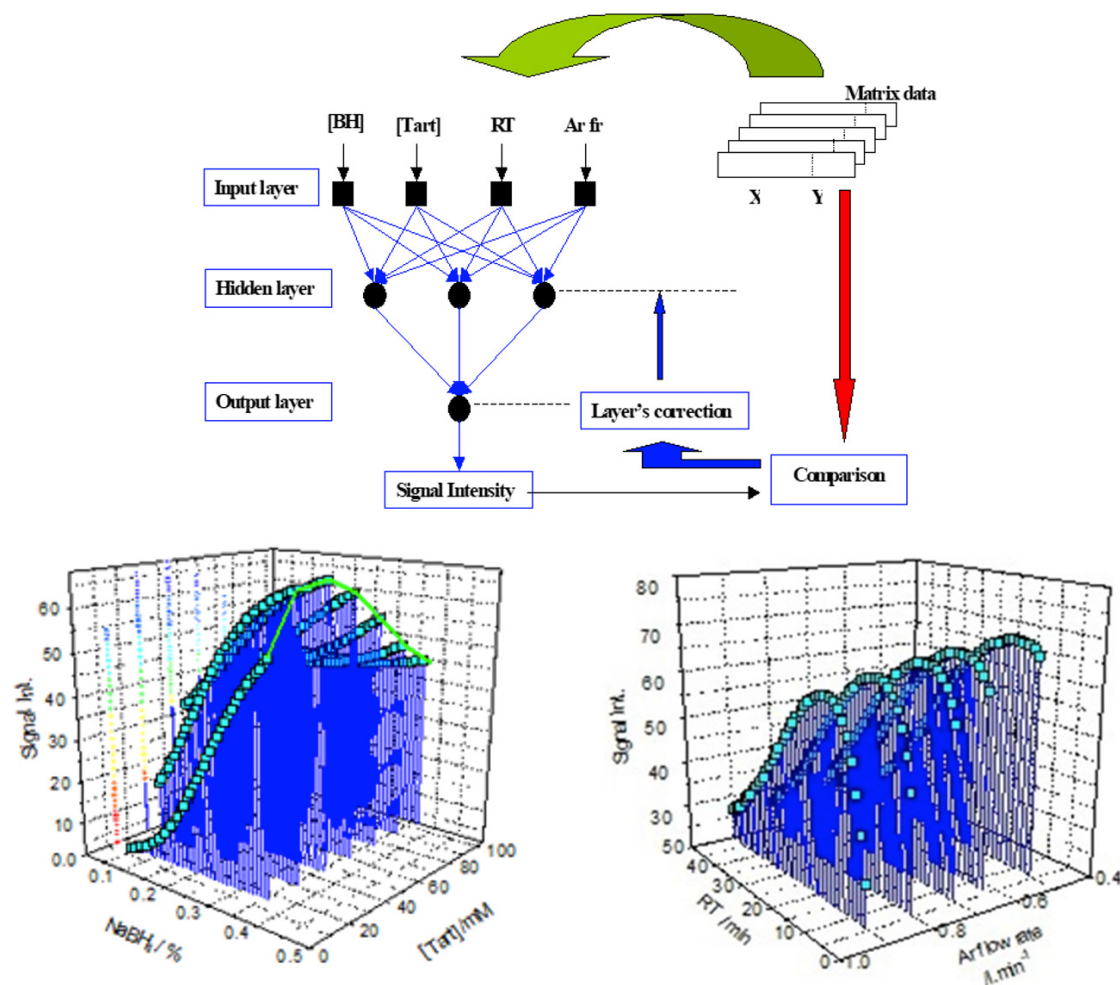 Matrix data
[BH]
[Tart]
RT
Ar fr
Input layer
X
Y
Hidden layer
Output layer
Layer's correction
Signal Intensity
Comparison
60
50
40
30
20
10
0.0
Signal Int.
0.1
0.2
0.3
0.4
0.5
NaBH₄ / %
0
20
40
60
80
100
[Tart]/mM
80
70
60
50
40
30
Signal Int.
50
40
30
20
10
0
RT /min
1.0
0.8
0.6
0.4
Ar flow rate
/l.min⁻¹